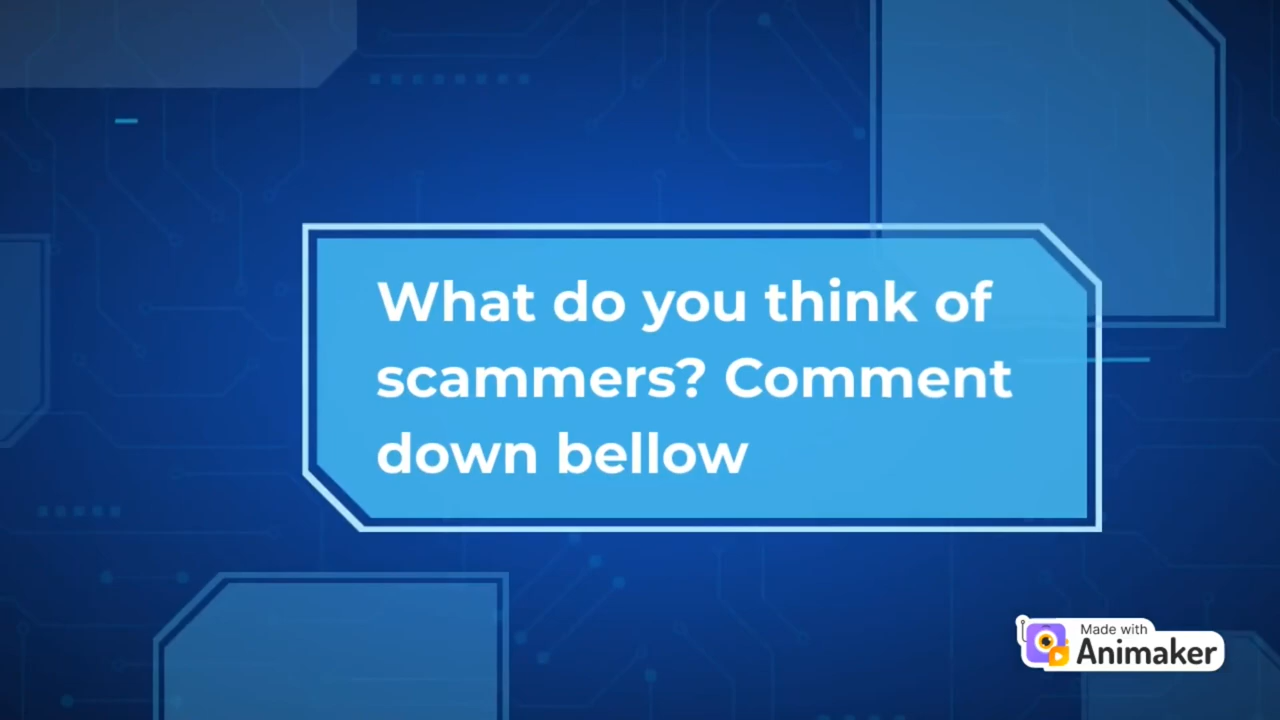 What do you think of
scammers? Comment
down bellow
Made with
Animaker